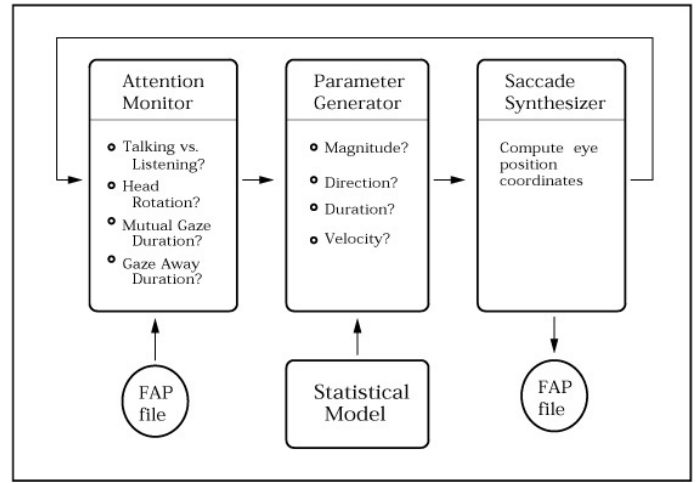 Attention
Monitor
Talking vs.
Listening?
Head
Rotation?
Mutual Gaze
Duration?
Gaze Away
Duration?
Parameter
Generator
Magnitude?
Direction?
Duration?
Velocity?
Saccade
Synthesizer
Compute eye
position
coordinates
FAP
file
Statistical
Model
FAP
file